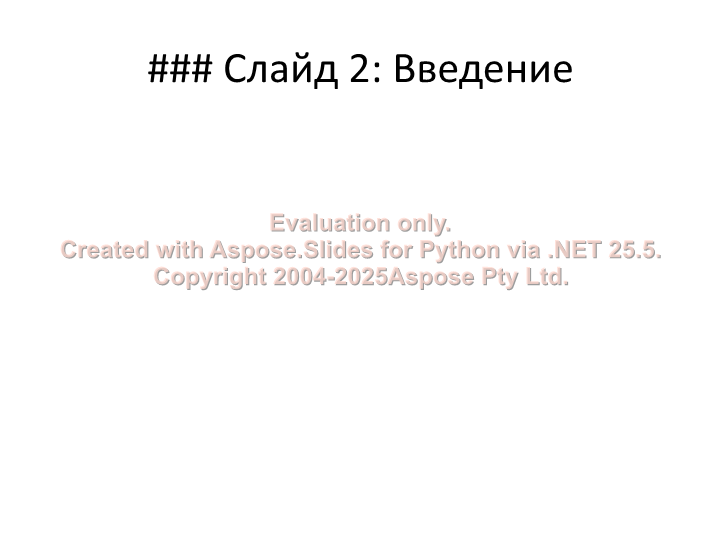 ### Слайд 2: Введение
Evaluation only.
Created with Aspose.Slides for Python via .NET 25.5.
Copyright 2004-2025Aspose Pty Ltd.